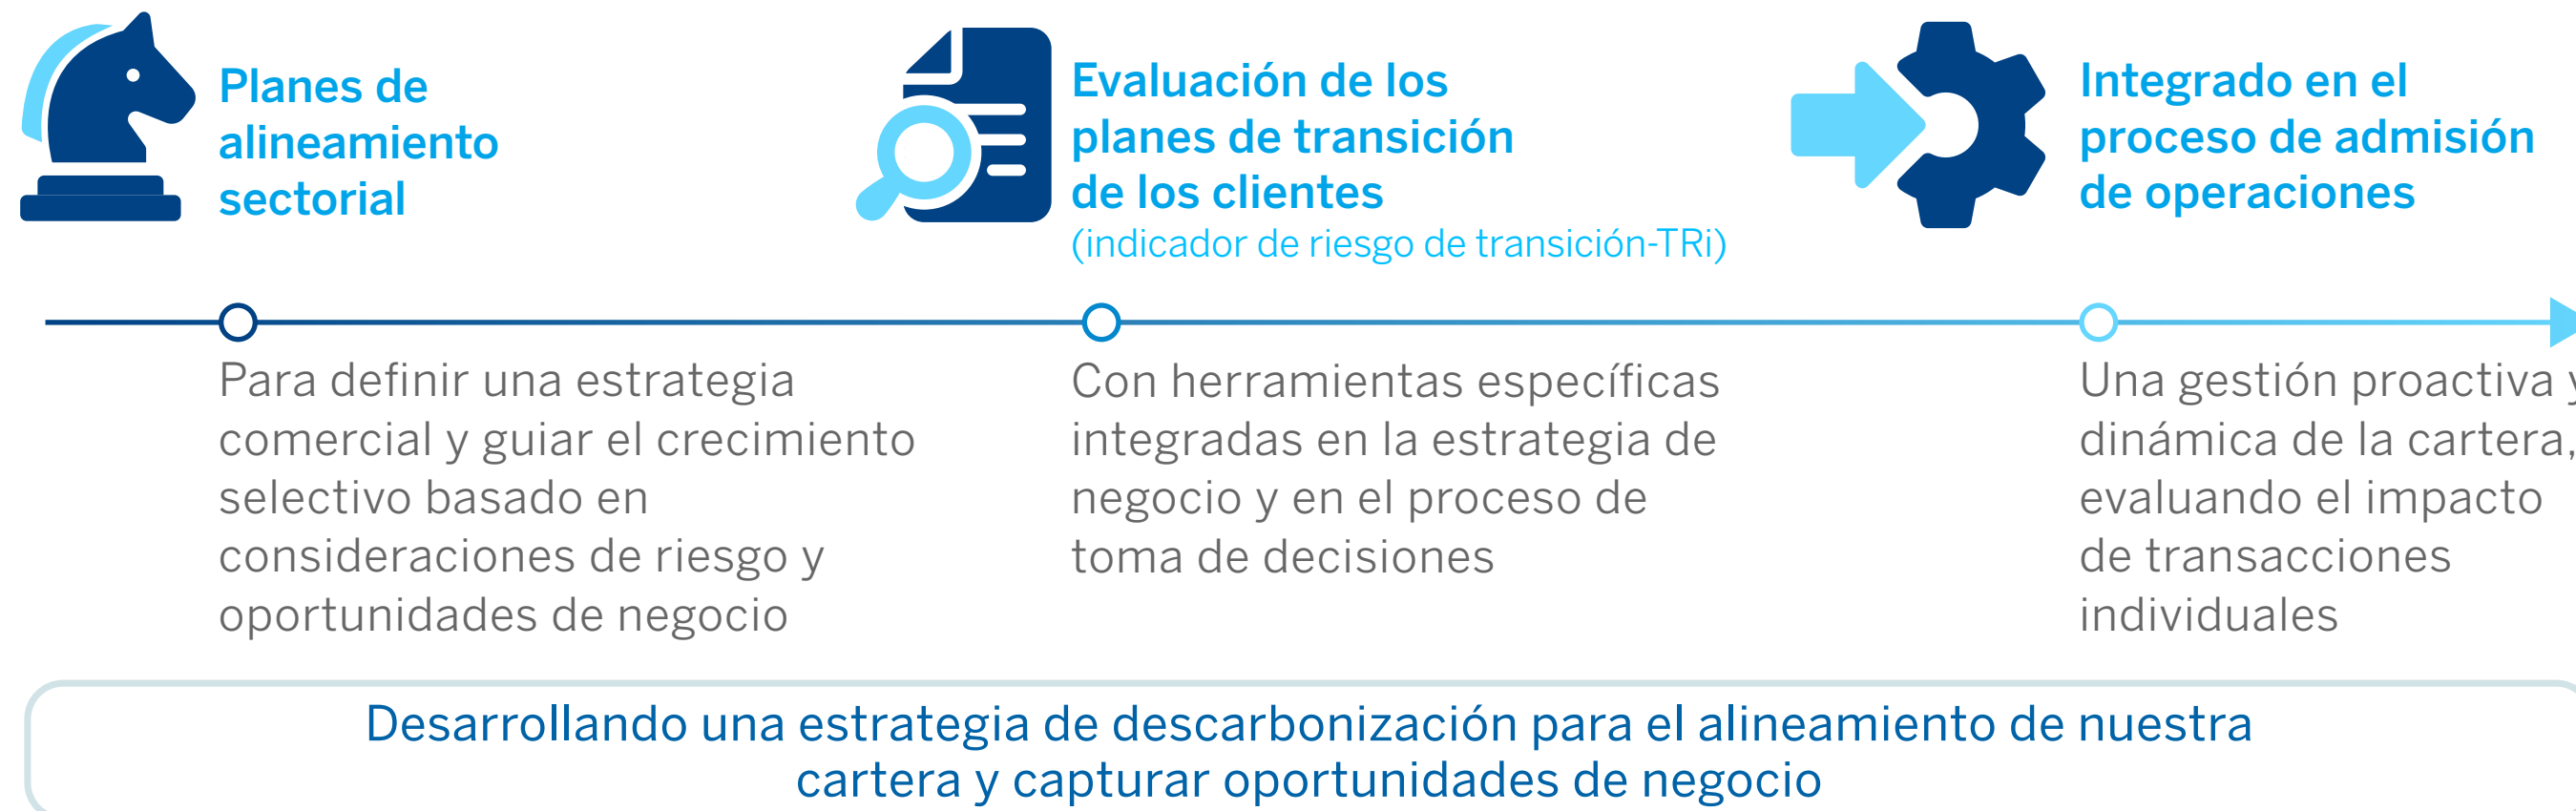 Planes de
alineamiento
sectorial
Evaluación de los
planes de transición
de los clientes
(indicador de riesgo de transición-TRi)
Integrado en el
proceso de admisión
de operaciones
Para definir una estrategia
comercial y guiar el crecimiento
selectivo basado en
consideraciones de riesgo y
oportunidades de negocio
Con herramientas específicas
integradas en la estrategia de
negocio y en el proceso de
toma de decisiones
Una gestión proactiva y
dinámica de la cartera,
evaluando el impacto
de transacciones
individuales
Desarrollando una estrategia de descarbonización para el alineamiento de nuestra
cartera y capturar oportunidades de negocio